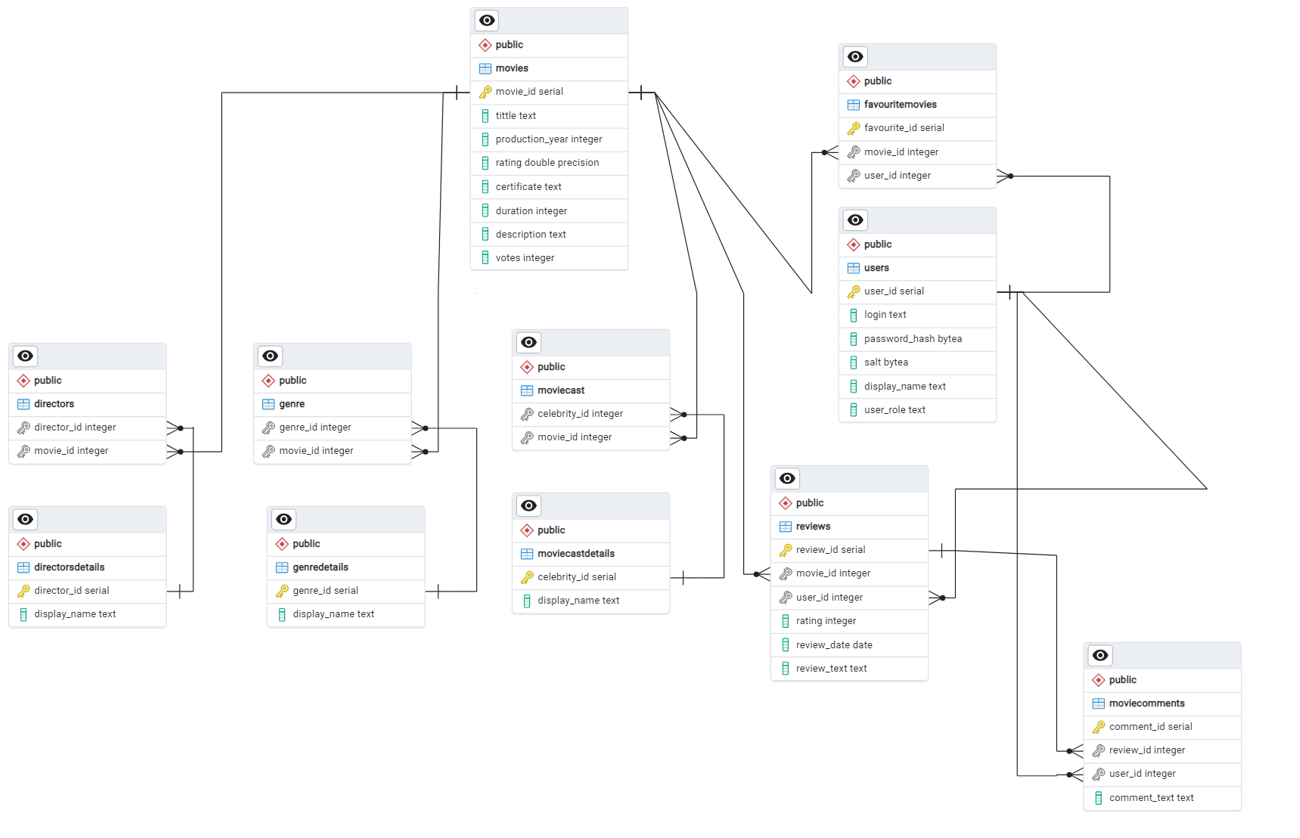 public
movies
movie_id serial
tittle text
production_year integer
rating double precision
certificate text
duration integer
description text
votes integer
public
favouritemovies
favourite_id serial
movie_id integer
user_id integer
public
users
user_id serial
login text
password_hash bytea
salt bytea
display_name text
user_role text
public
directors
director_id integer
movie_id integer
public
genre
genre_id integer
movie_id integer
public
moviecast
celebrity_id integer
movie_id integer
public
directorsdetails
director_id serial
display_name text
public
genredetails
genre_id serial
display_name text
public
moviecastdetails
celebrity_id serial
display_name text
public
reviews
review_id serial
movie_id integer
user_id integer
rating integer
review_date date
review_text text
public
moviecomments
comment_id serial
review_id integer
user_id integer
comment_text text